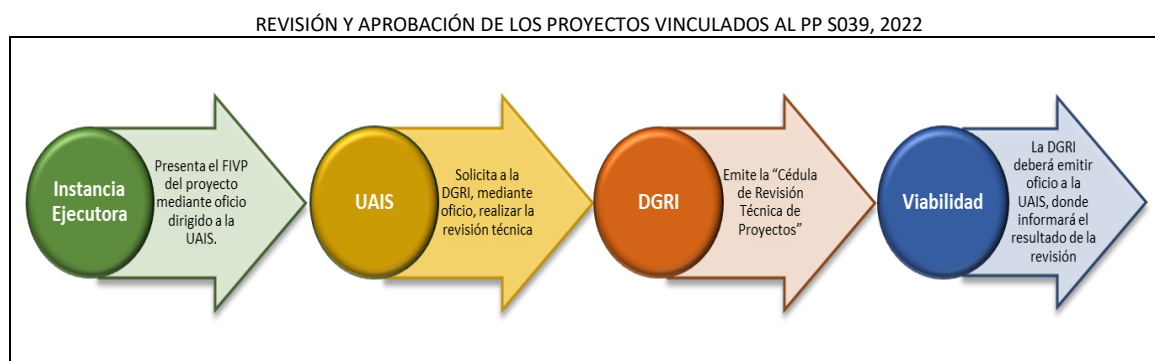 REVISIÓN Y APROBACIÓN DE LOS PROYECTOS VINCULADOS AL PP S039, 2022
Instancia
Ejecutora
Presenta el FIVP
del proyecto
mediante oficio
dirigido a la
UAIS.
UAIS
Solicita a la
DGRI, mediante
oficio, realizar la
revisión técnica
DGRI
Emite la “Cédula
de Revisión
Técnica de
Proyectos”
Viabilidad
La DGRI
deberá emitir
oficio a la
UAIS, donde
informará el
resultado de la
revisión